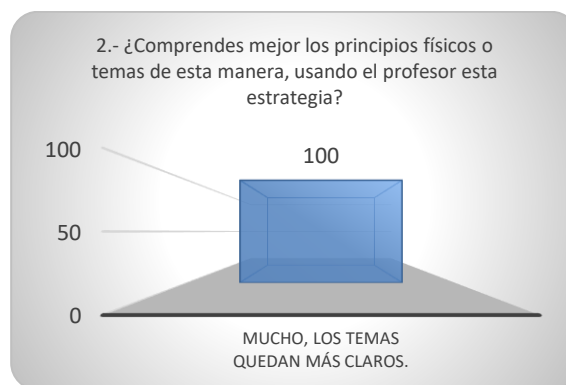 2.- ¿Comprendes mejor los principios físicos o
temas de esta manera, usando el profesor esta
estrategia?
100
100
50
0
MUCHO, LOS TEMAS
QUEDAN MÁS CLAROS.